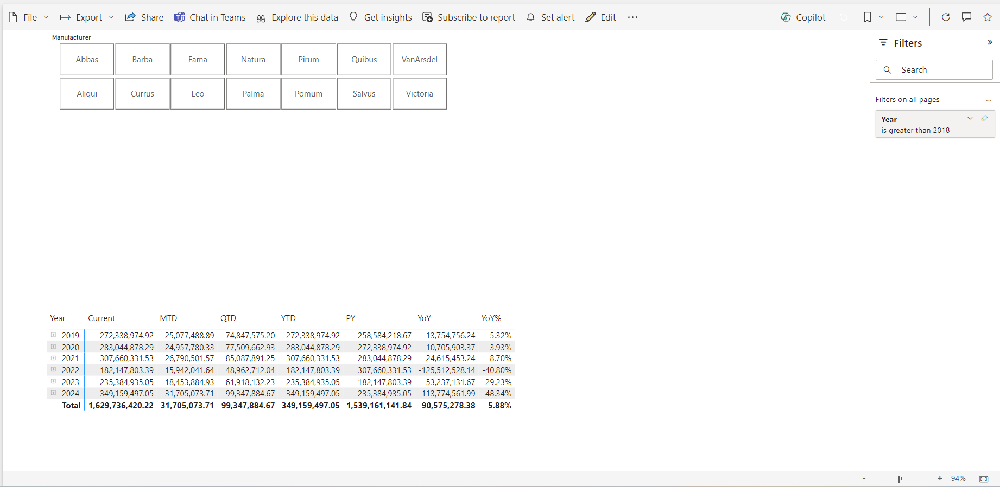 File Export Share Chat in Teams Explore this data Get insights Subscribe to report Set alert Edit ... Copilot
Manufacturer
Abbas Barba Fama Natura Pirum Quibus VanArsdel
Aliqui Currus Leo Palma Pomum Salvus Victoria
Filters
Search
Filters on all pages ...
Year
is greater than 2018
Year Current MTD QTD YTD PY YoY YoY%
2019 272,338,974.92 25,077,488.89 74,847,575.20 272,338,974.92 258,584,218.67 13,754,756.24 5.32%
2020 283,044,878.29 24,957,780.33 77,509,662.93 283,044,878.29 272,338,974.92 10,705,903.37 3.93%
2021 307,660,331.53 26,790,501.57 85,087,891.25 307,660,331.53 283,044,878.29 24,615,453.24 8.70%
2022 182,147,803.39 15,942,041.64 48,962,712.04 182,147,803.39 307,660,331.53 -125,512,528.14 -40.80%
2023 235,384,935.05 18,453,884.93 61,918,132.23 235,384,935.05 182,147,803.39 53,237,131.67 29.23%
2024 349,159,497.05 31,705,073.71 99,347,884.67 349,159,497.05 235,384,935.05 113,774,561.99 48.34%
Total 1,629,736,420.22 31,705,073.71 99,347,884.67 349,159,497.05 1,539,161,141.84 90,575,278.38 5.88%
- + 94%